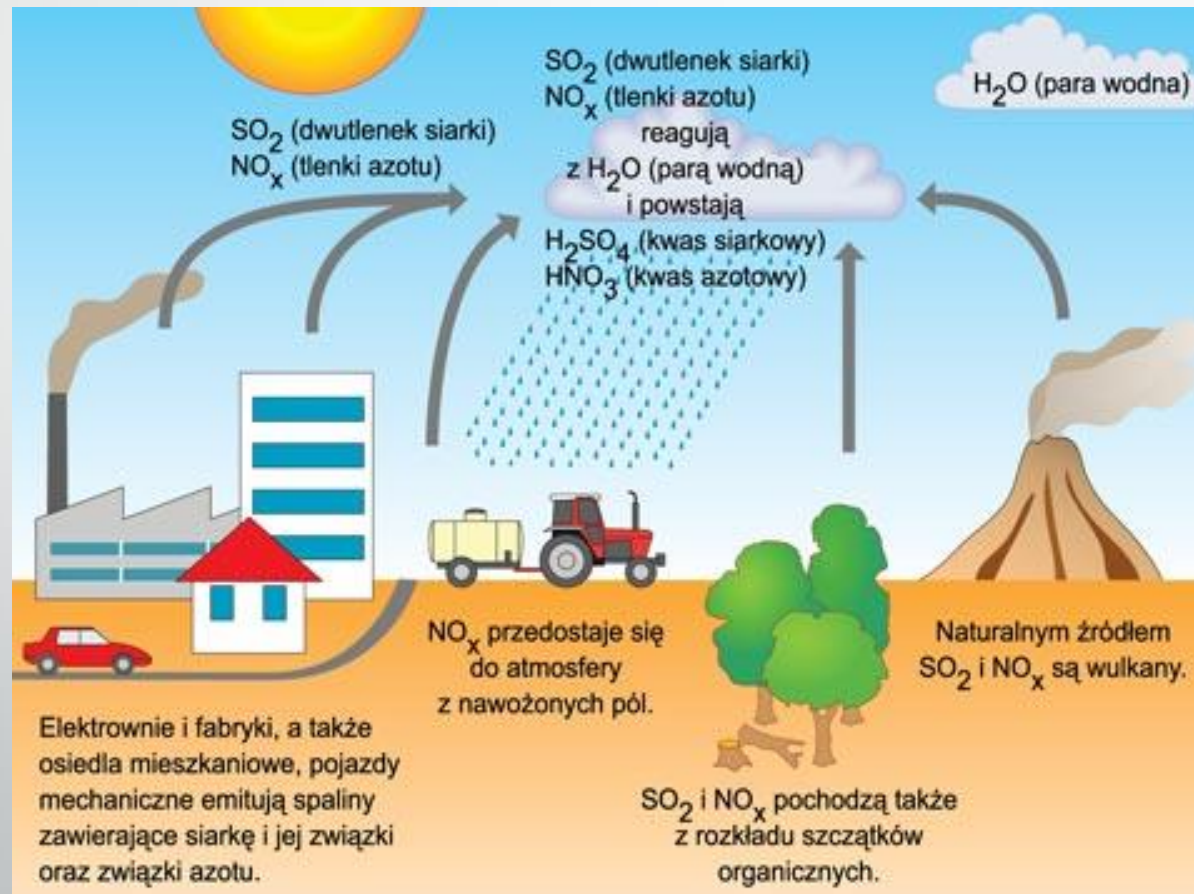 SO₂ (dwutlenek siarki)
NOₓ (tlenki azotu)
SO₂ (dwutlenek siarki)
NOₓ (tlenki azotu)
reagują
z H₂O (parą wodną)
i powstają
H₂SO₄ (kwas siarkowy)
HNO₃ (kwas azotowy)
H₂O (para wodna)
Elektrownie i fabryki, a także
osiedla mieszkaniowe, pojazdy
mechaniczne emitują spaliny
zawierające siarkę i jej związki
oraz związki azotu.
NOₓ przedostaje się
do atmosfery
z nawożonych pól.
SO₂ i NOₓ pochodzą także
z rozkładu szczątków
organicznych.
Naturalnym źródłem
SO₂ i NOₓ są wulkany.